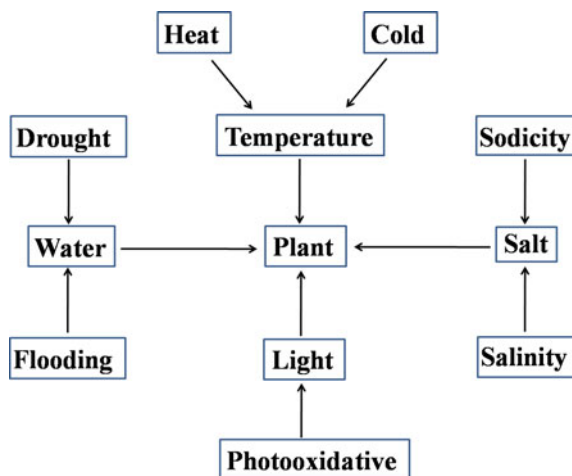 Heat
Cold
Drought
Temperature
Sodicity
Water
Plant
Salt
Flooding
Light
Salinity
Photooxidative